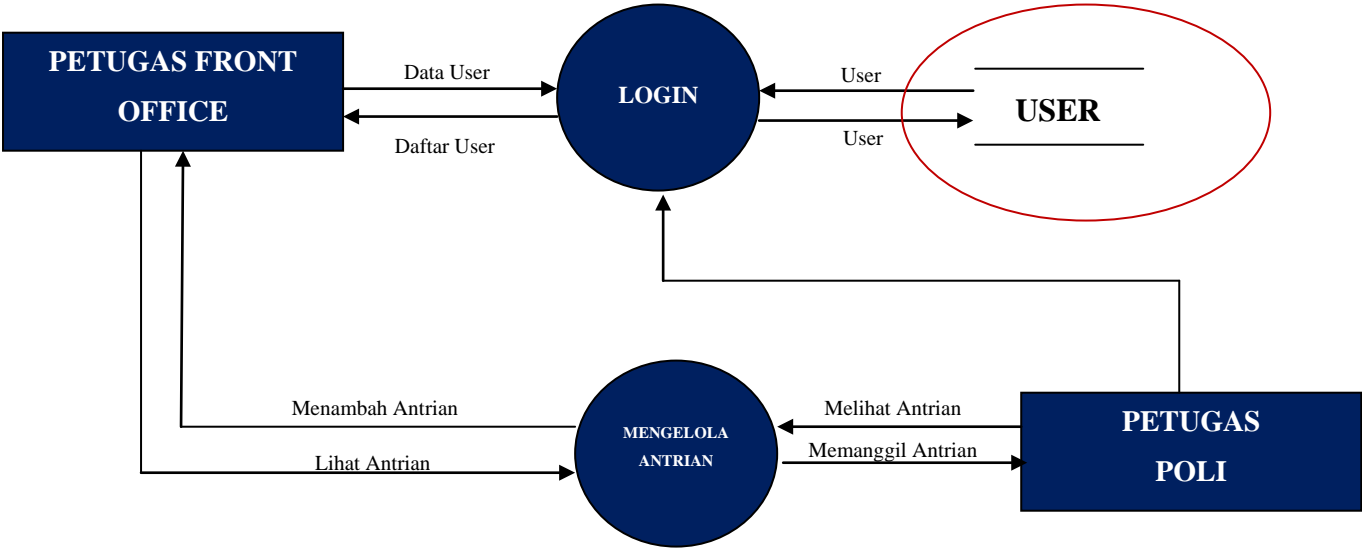 PETUGAS FRONT
OFFICE
Data User
Daftar User
LOGIN
User
User
USER
Menambah Antrian
Lihat Antrian
MENGELOLA
ANTRIAN
Melihat Antrian
Memanggil Antrian
PETUGAS
POLI